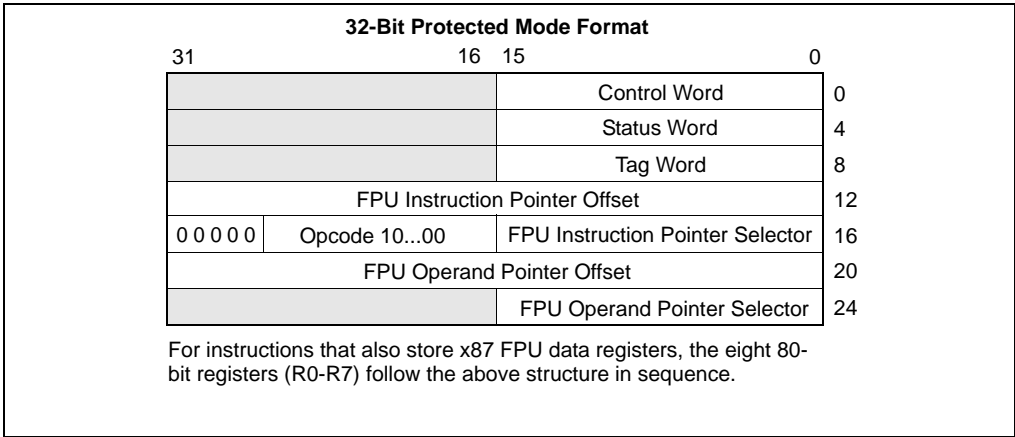 32-Bit Protected Mode Format
31 16 15 0
Control Word 0
Status Word 4
Tag Word 8
FPU Instruction Pointer Offset 12
0 0 0 0 0 Opcode 10...00 FPU Instruction Pointer Selector 16
FPU Operand Pointer Offset 20
FPU Operand Pointer Selector 24
For instructions that also store x87 FPU data registers, the eight 80-
bit registers (R0-R7) follow the above structure in sequence.